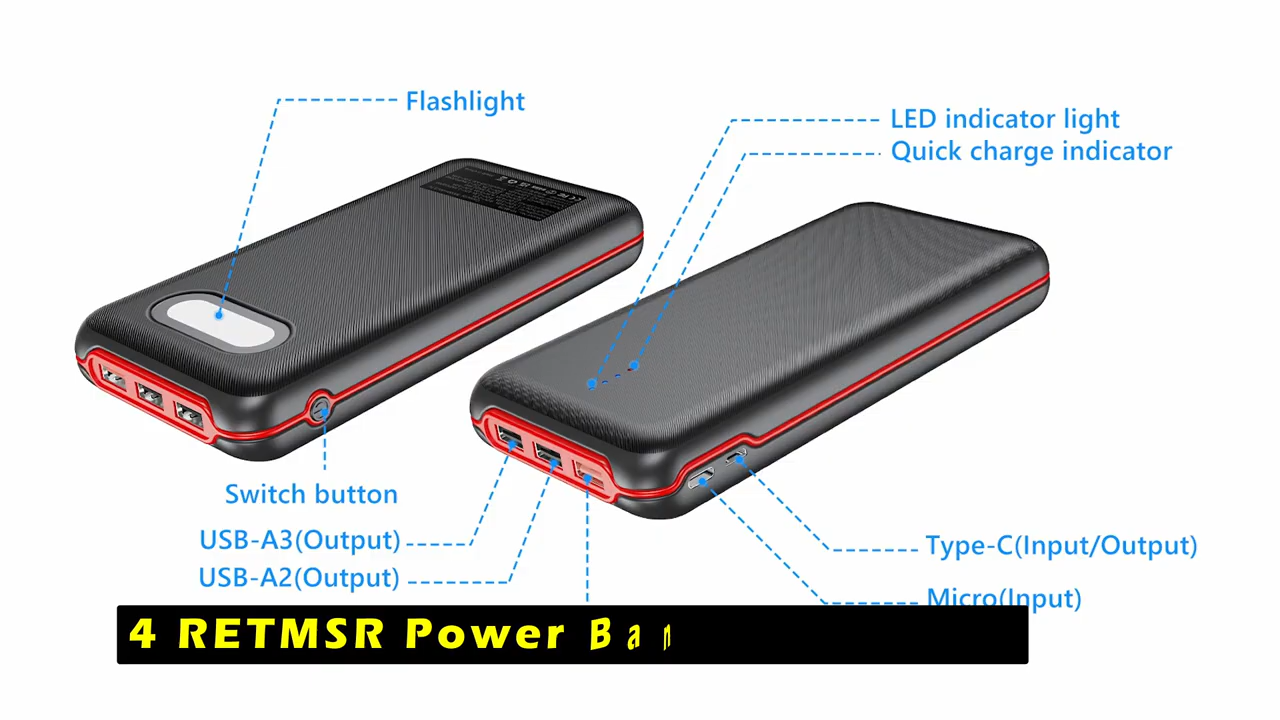 Flashlight
LED indicator light
Quick charge indicator
Switch button
USB-A3(Output)
USB-A2(Output)
Type-C(Input/Output)
Micro(Input)
4 RETMSR Power Ban